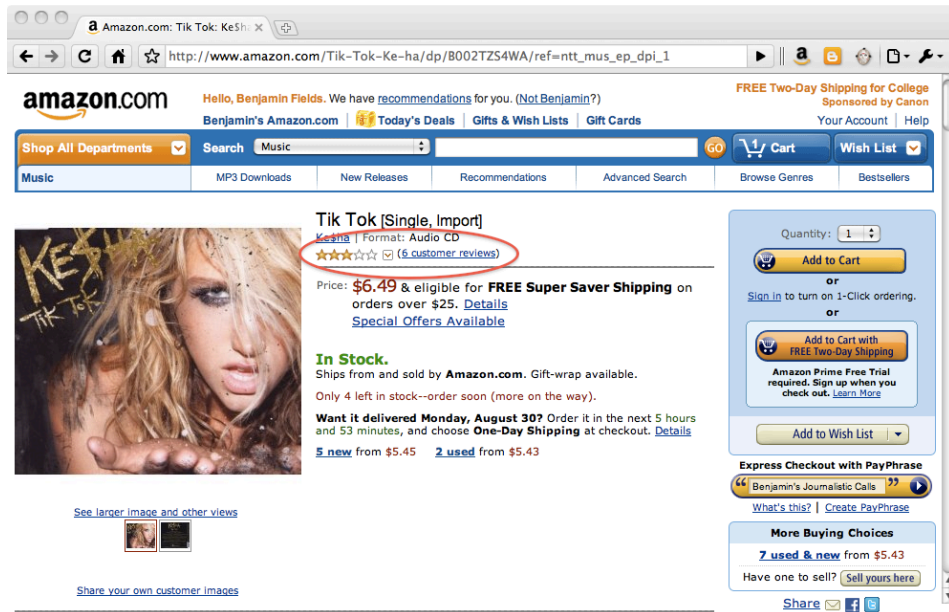 Amazon.com: Tik Tok: Ke$ha
http://www.amazon.com/Tik-Tok-Ke-ha/dp/B002TZS4WA/ref=ntt_mus_ep_dpi_1
amazon.com
Hello, Benjamin Fields. We have recommendations for you. (Not Benjamin?)
FREE Two-Day Shipping for College
Sponsored by Canon
Benjamin's Amazon.com | Today's Deals | Gifts & Wish Lists | Gift Cards
Your Account | Help
Shop All Departments
Search Music GO
1 Cart
Wish List
Music
MP3 Downloads
New Releases
Recommendations
Advanced Search
Browse Genres
Bestsellers
KE$HA
TiK ToK
Tik Tok [Single, Import]
Ke$ha | Format: Audio CD
(6 customer reviews)
Price: $6.49 & eligible for FREE Super Saver Shipping on
orders over $25. Details
Special Offers Available
In Stock.
Ships from and sold by Amazon.com. Gift-wrap available.
Only 4 left in stock--order soon (more on the way).
Want it delivered Monday, August 30? Order it in the next 5 hours
and 53 minutes, and choose One-Day Shipping at checkout. Details
5 new from $5.45 2 used from $5.43
See larger image and other views
Share your own customer images
Quantity: 1
Add to Cart
or
Sign in to turn on 1-Click ordering.
or
Add to Cart with
FREE Two-Day Shipping
Amazon Prime Free Trial
required. Sign up when you
check out. Learn More
Add to Wish List
Express Checkout with PayPhrase
“ Benjamin's Journalistic Calls ”
What's this? | Create PayPhrase
More Buying Choices
7 used & new from $5.43
Have one to sell? Sell yours here
Share